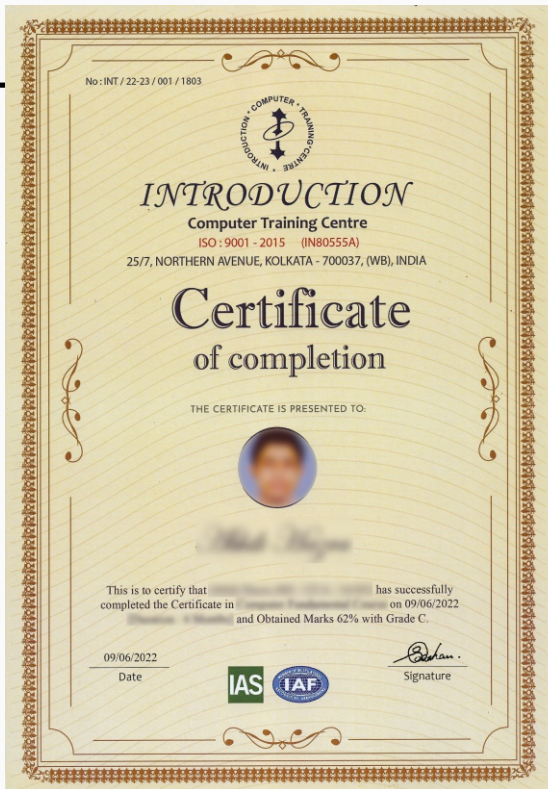 No : INT / 22-23 / 001 / 1803
INTRODUCTION * COMPUTER * TRAINING * CENTRE *
INTRODUCTION
Computer Training Centre
ISO : 9001 - 2015 (IN80555A)
25/7, NORTHERN AVENUE, KOLKATA - 700037, (WB), INDIA
Certificate
of completion
THE CERTIFICATE IS PRESENTED TO:
This is to certify that has successfully
completed the Certificate in on 09/06/2022
and Obtained Marks 62% with Grade C.
09/06/2022
Date
IAS
IAF
Signature